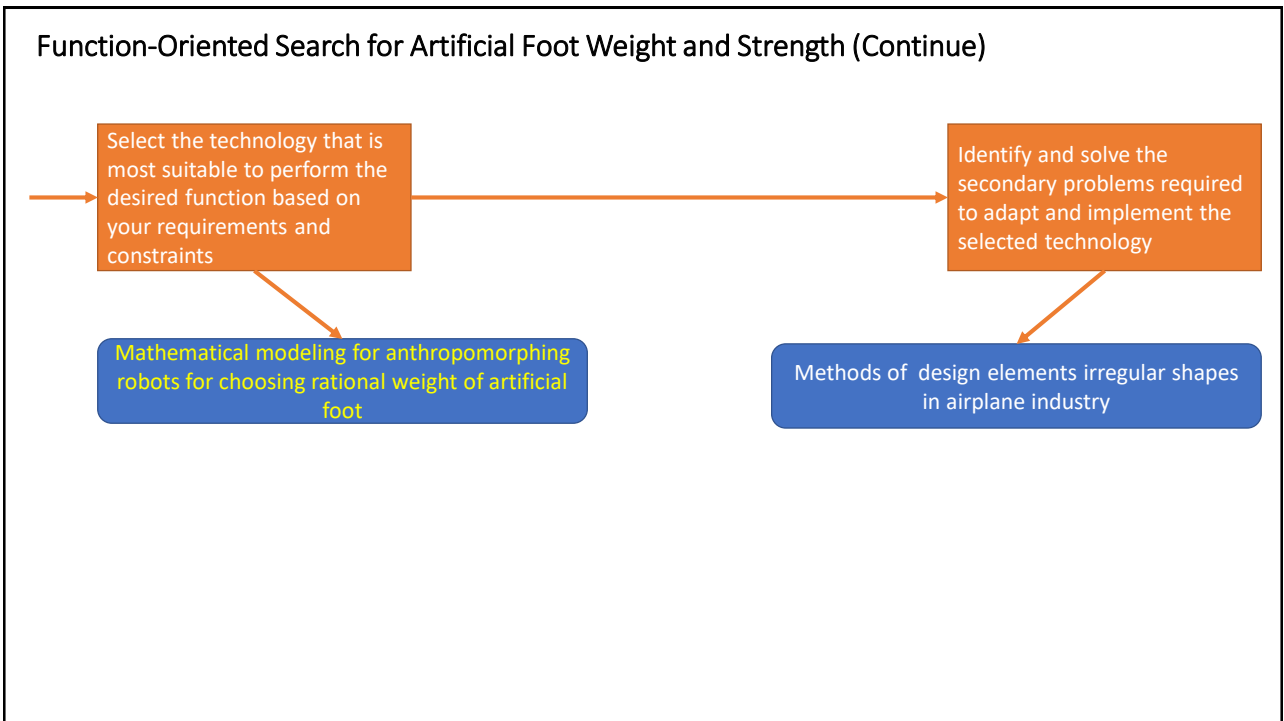 Function-Oriented Search for Artificial Foot Weight and Strength (Continue)
Select the technology that is
most suitable to perform the
desired function based on
your requirements and
constraints
Identify and solve the
secondary problems required
to adapt and implement the
selected technology
Mathematical modeling for anthropomorphing
robots for choosing rational weight of artificial
foot
Methods of  design elements irregular shapes
in airplane industry